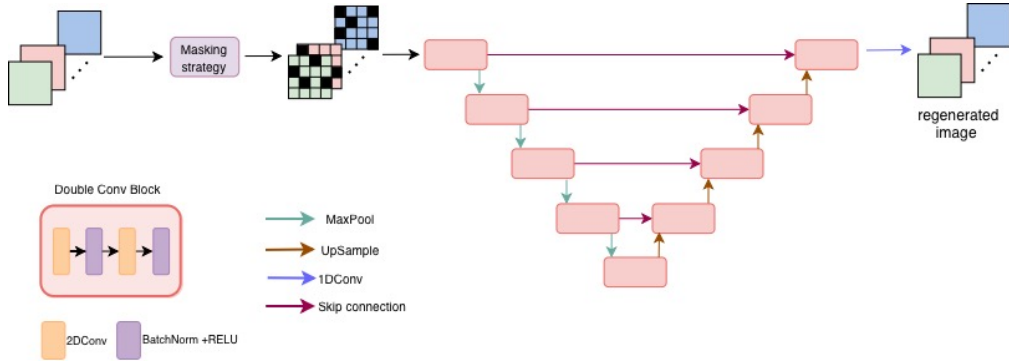 Masking
strategy
regenerated
image
Double Conv Block
MaxPool
UpSample
1DConv
Skip connection
2DConv
BatchNorm +RELU